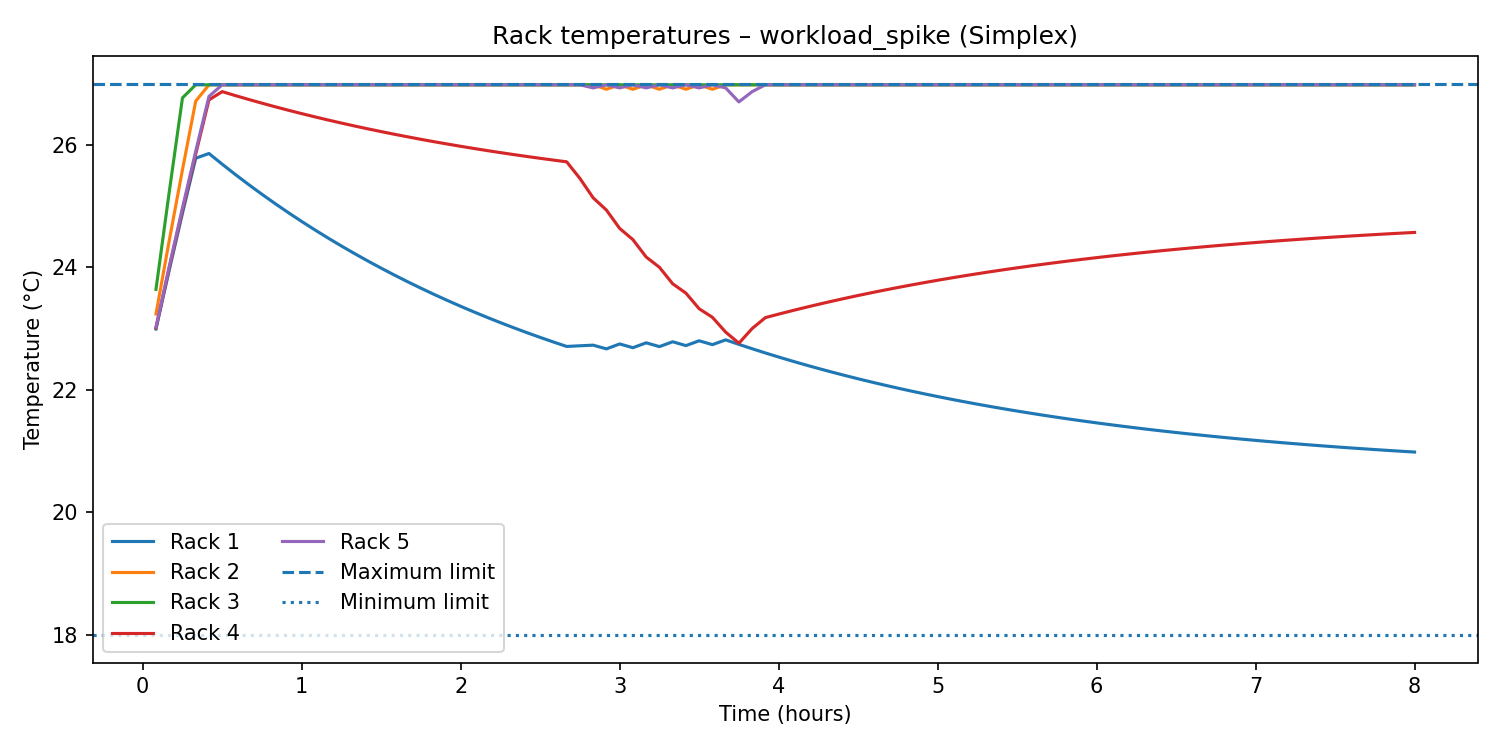 Rack temperatures – workload_spike (Simplex)
Temperature (°C)
26
24
22
20
18
Rack 1
Rack 2
Rack 3
Rack 4
Rack 5
Maximum limit
Minimum limit
0 1 2 3 4 5 6 7 8
Time (hours)